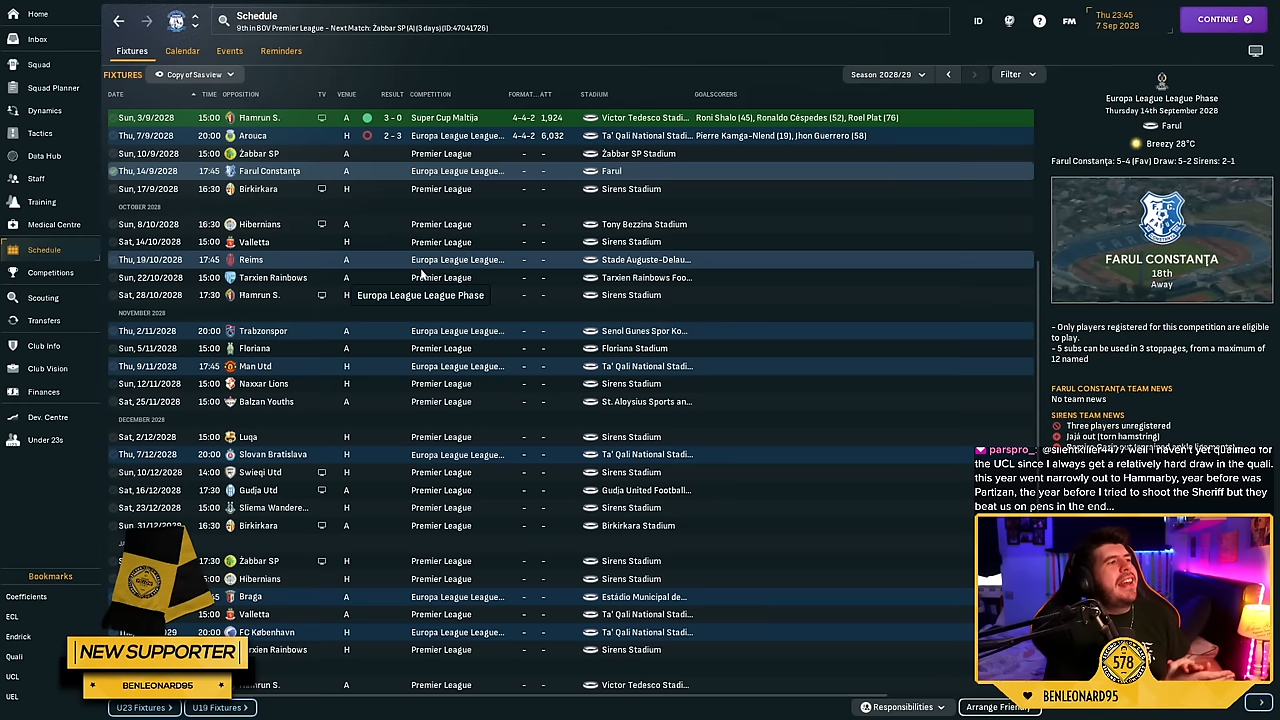 Home
Inbox
Squad
Squad Planner
Dynamics
Tactics
Data Hub
Staff
Training
Medical Centre
Schedule
Competitions
Scouting
Transfers
Club Info
Club Vision
Finances
Dev. Centre
Under 23s
Bookmarks
Coefficients
ECL
Endrick
Quali
UCL
UEL
Schedule
9th in BOV Premier League - Next Match: Żabbar SP (A) (3 days) (ID:47041726)
ID
FM
Thu 23:45
7 Sep 2028
CONTINUE
Fixtures Calendar Events Reminders
FIXTURES Copy of Sas view Season 2028/29 Filter
DATE TIME OPPOSITION TV VENUE RESULT COMPETITION FORMAT... ATT STADIUM GOALSCORERS
Sun, 3/9/2028 15:00 Ħamrun S. A 3 - 0 Super Cup Maltija 4-4-2 1,924 Victor Tedesco Stadi... Roni Shalo (45), Ronaldo Céspedes (52), Roel Plat (76)
Thu, 7/9/2028 20:00 Arouca H 2 - 3 Europa League League... 4-4-2 6,032 Ta' Qali National Stadi... Pierre Kamga-Nlend (19), Jhon Guerrero (58)
Sun, 10/9/2028 15:00 Żabbar SP A Premier League - - Żabbar SP Stadium
Thu, 14/9/2028 17:45 Farul Constanţa A Europa League League... - - Farul
Sun, 17/9/2028 16:30 Birkirkara H Premier League - - Sirens Stadium
OCTOBER 2028
Sun, 8/10/2028 16:30 Hibernians A Premier League - - Tony Bezzina Stadium
Sat, 14/10/2028 15:00 Valletta H Premier League - - Sirens Stadium
Thu, 19/10/2028 17:45 Reims A Europa League League... - - Stade Auguste-Delau...
Sun, 22/10/2028 15:00 Tarxien Rainbows A Premier League - - Tarxien Rainbows Foo...
Sat, 28/10/2028 17:30 Ħamrun S. H - - Sirens Stadium
Europa League League Phase
NOVEMBER 2028
Thu, 2/11/2028 20:00 Trabzonspor A Europa League League... - - Senol Gunes Spor Ko...
Sun, 5/11/2028 15:00 Floriana A Premier League - - Floriana Stadium
Thu, 9/11/2028 17:45 Man Utd H Europa League League... - - Ta' Qali National Stadi...
Sun, 12/11/2028 15:00 Naxxar Lions H Premier League - - Sirens Stadium
Sat, 25/11/2028 15:00 Balzan Youths A Premier League - - St. Aloysius Sports an...
DECEMBER 2028
Sat, 2/12/2028 15:00 Luqa H Premier League - - Sirens Stadium
Thu, 7/12/2028 20:00 Slovan Bratislava H Europa League League... - - Ta' Qali National Stadi...
Sun, 10/12/2028 14:00 Swieqi Utd H Premier League - - Sirens Stadium
Sat, 16/12/2028 17:30 Gudja Utd A Premier League - - Gudja United Football...
Sat, 23/12/2028 15:00 Sliema Wandere... H Premier League - - Sirens Stadium
Sun, 31/12/2028 16:30 Birkirkara A Premier League - - Birkirkara Stadium
17:30 Żabbar SP H Premier League - - Sirens Stadium
Hibernians H Premier League - - Sirens Stadium
Braga A Europa League League... - - Estádio Municipal de...
15:00 Valletta A Premier League - - Ta' Qali National Stadi...
20:00 FC København H Europa League League... - - Ta' Qali National Stadi...
H Premier League - - Sirens Stadium
A Premier League - - Victor Tedesco Stadi...
U23 Fixtures > U19 Fixtures > Responsibilities
Europa League League Phase
Thursday 14th September 2028
Farul
Breezy 28°C
Farul Constanţa: 5-4 (Fav) Draw: 5-2 Sirens: 2-1
FARUL CONSTANŢA
18th
Away
- Only players registered for this competition are eligible
to play.
- 5 subs can be used in 3 stoppages, from a maximum of
12 named
FARUL CONSTANŢA TEAM NEWS
No team news
SIRENS TEAM NEWS
Three players unregistered
Jajá out (torn hamstring)
the UCL since I always get a relatively hard draw in the quali.
this year went narrowly out to Hammarby, year before was
Partizan, the year before I tried to shoot the Sheriff but they
beat us on pens in the end...
NEW SUPPORTER
BENLEONARD95
578
BENLEONARD95